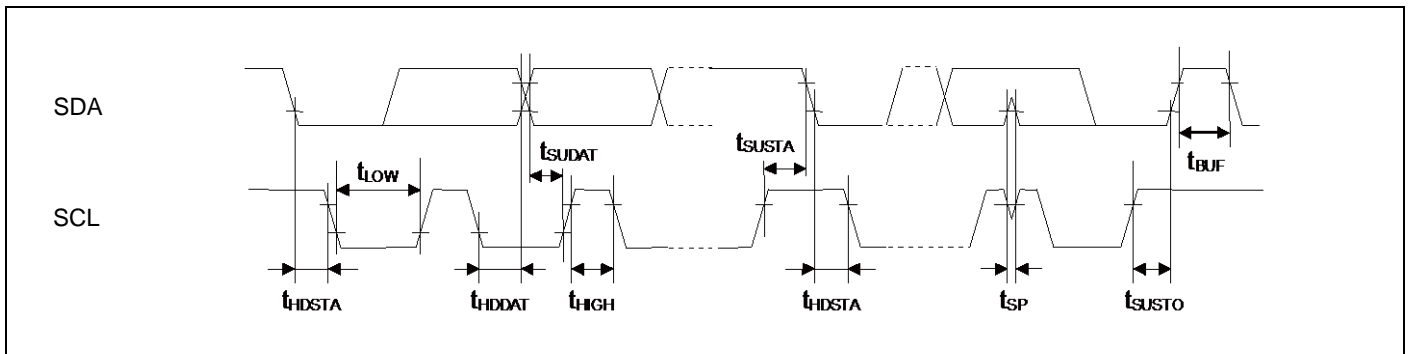 SDA
tSUSTA
tSUDAT
tBUF
tLOW
SCL
tHDSTA
tHDDAT
tHIGH
tHDSTA
tSP
tSUSTO